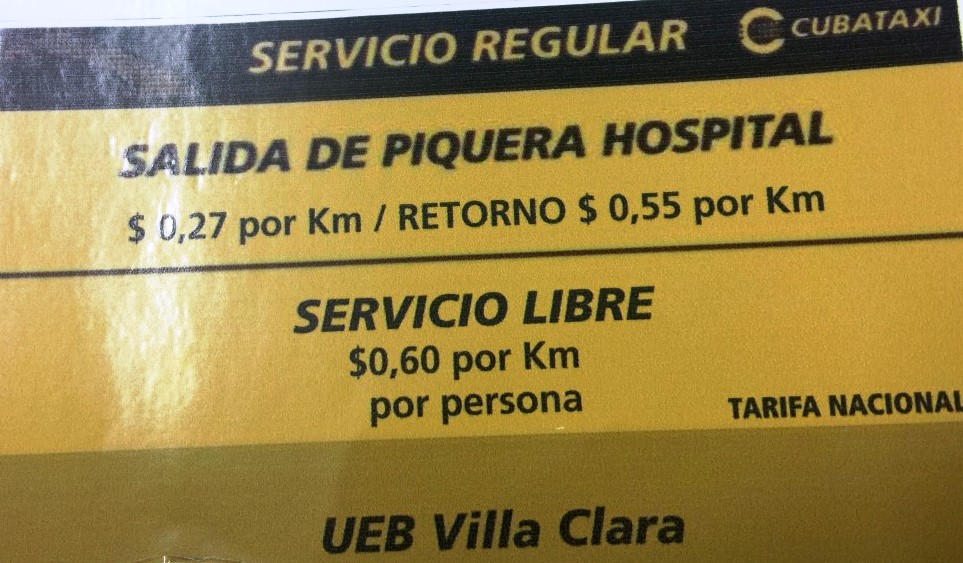 SERVICIO REGULAR CUBATAXI
SALIDA DE PIQUERA HOSPITAL
$ 0,27 por Km / RETORNO $ 0,55 por Km
SERVICIO LIBRE
$0,60 por Km
por persona
TARIFA NACIONAL
UEB Villa Clara